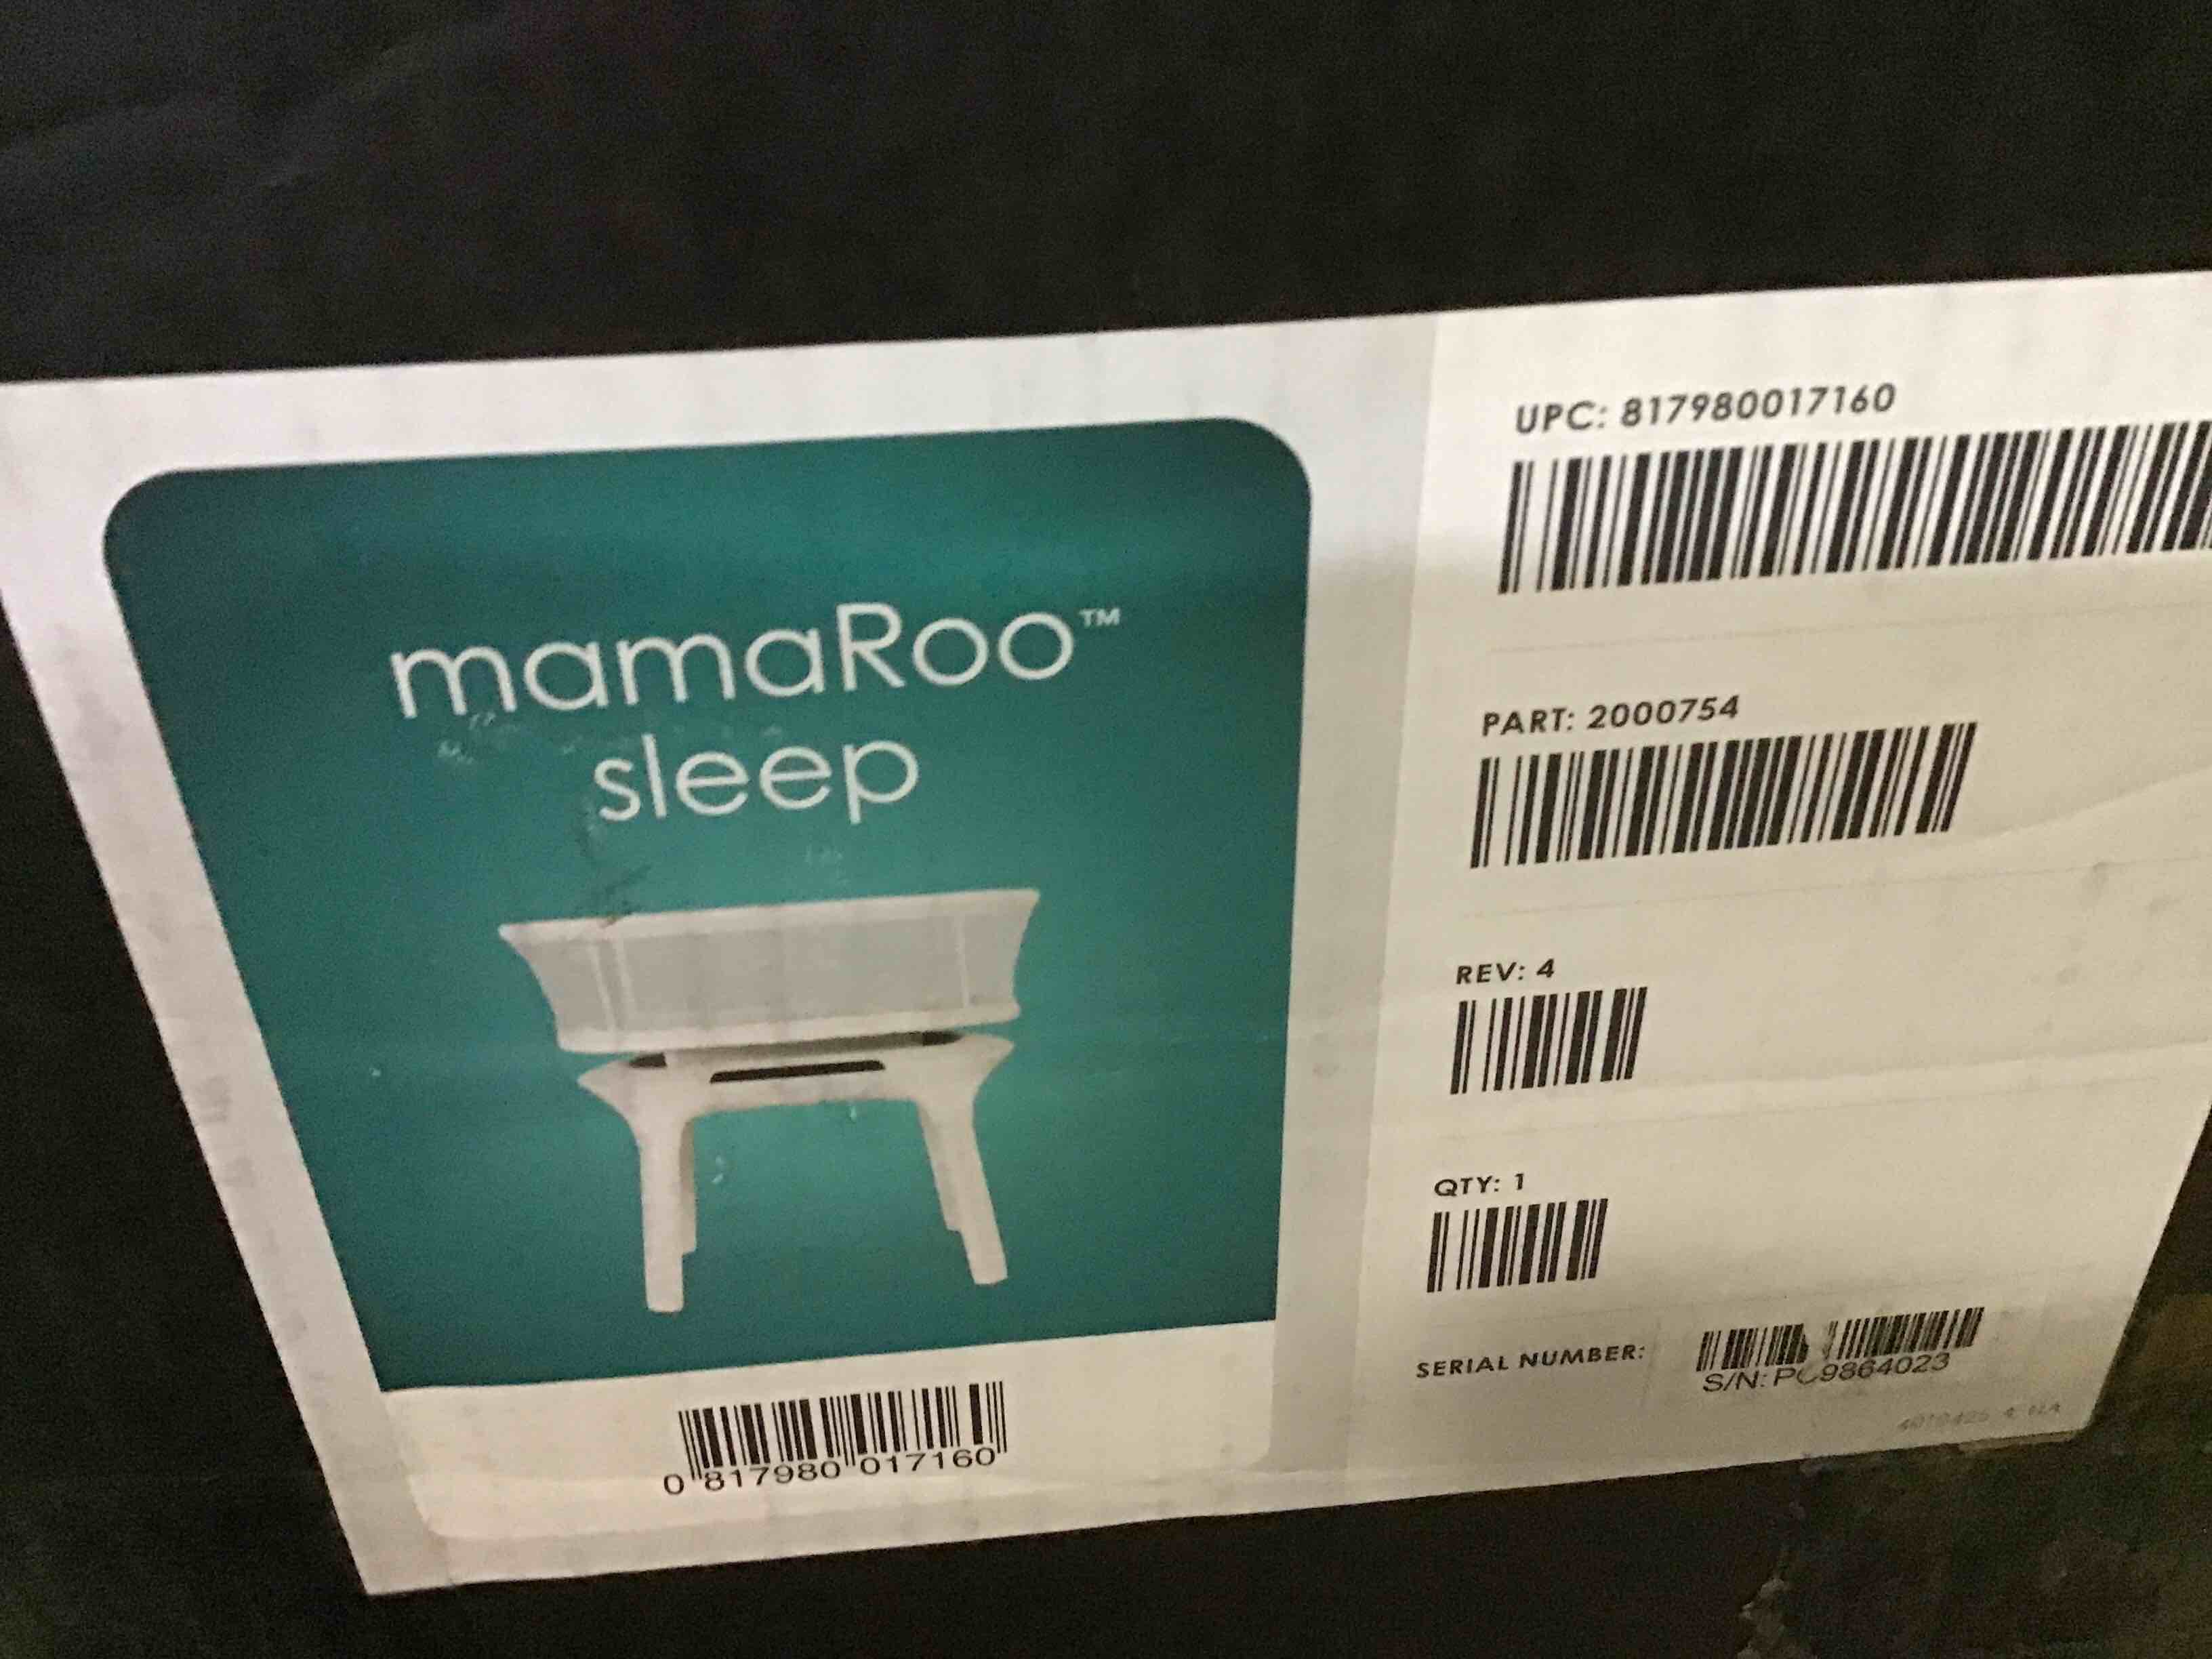 mamaRoo™
sleep
0 817980 017160
UPC: 817980017160
PART: 2000754
REV: 4
QTY: 1
SERIAL NUMBER:
S/N: